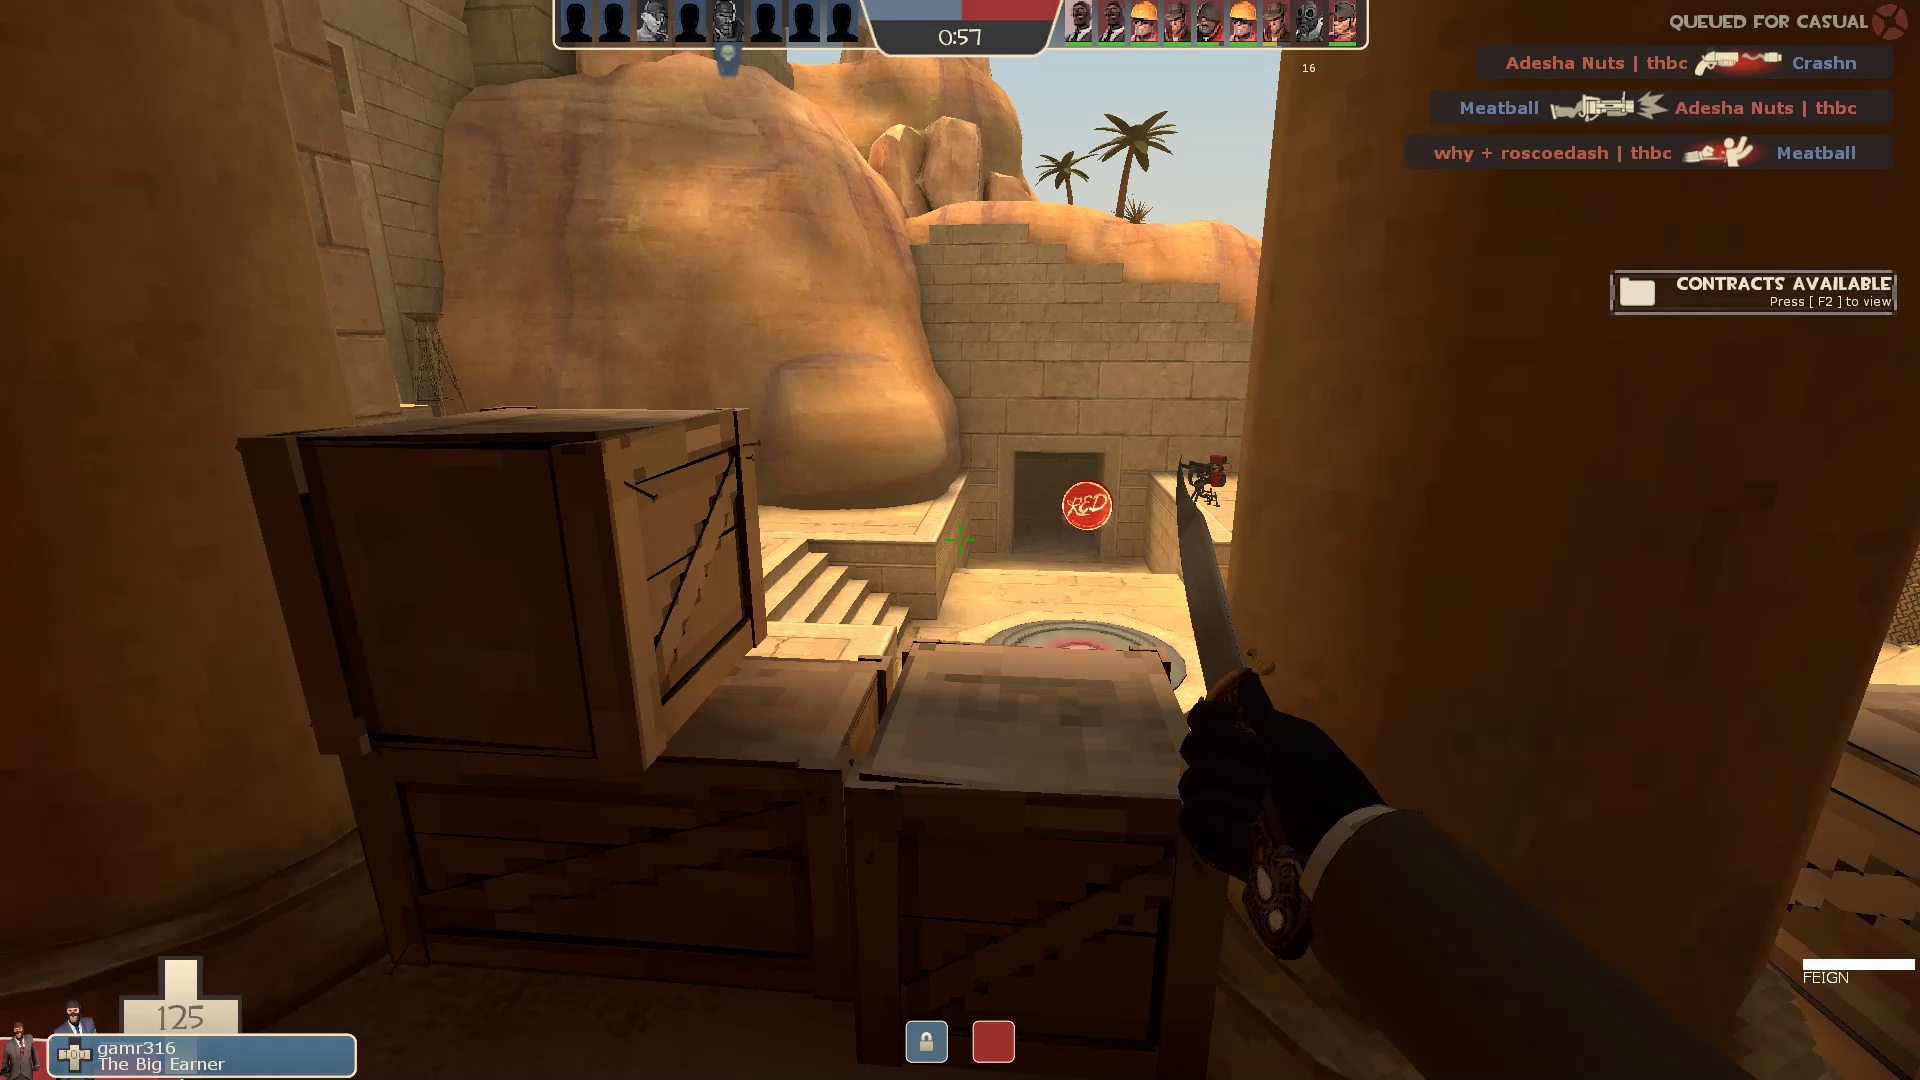 0:57
QUEUED FOR CASUAL
Adesha Nuts | thbc Crashn
16
Meatball Adesha Nuts | thbc
why + roscoedash | thbc Meatball
CONTRACTS AVAILABLE
Press [ F2 ] to view
RED
FEIGN
125
100
gamr316
The Big Earner